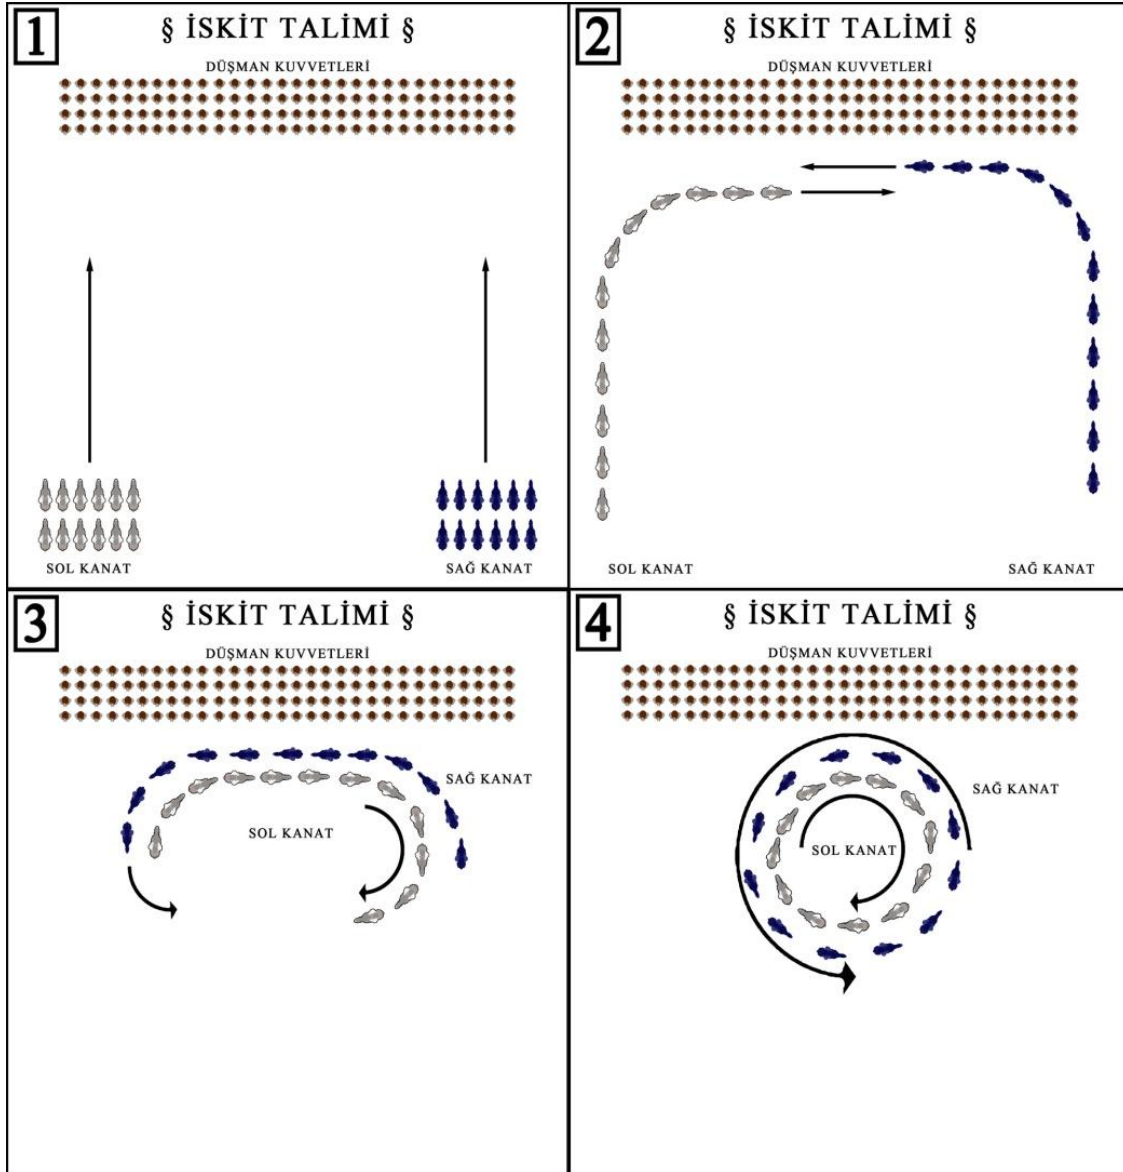 1
§ İSKİT TALİMİ §
DÜŞMAN KUVVETLERİ
SOL KANAT
SAĞ KANAT
2
§ İSKİT TALİMİ §
DÜŞMAN KUVVETLERİ
SOL KANAT
SAĞ KANAT
3
§ İSKİT TALİMİ §
DÜŞMAN KUVVETLERİ
SAĞ KANAT
SOL KANAT
4
§ İSKİT TALİMİ §
DÜŞMAN KUVVETLERİ
SAĞ KANAT
SOL KANAT